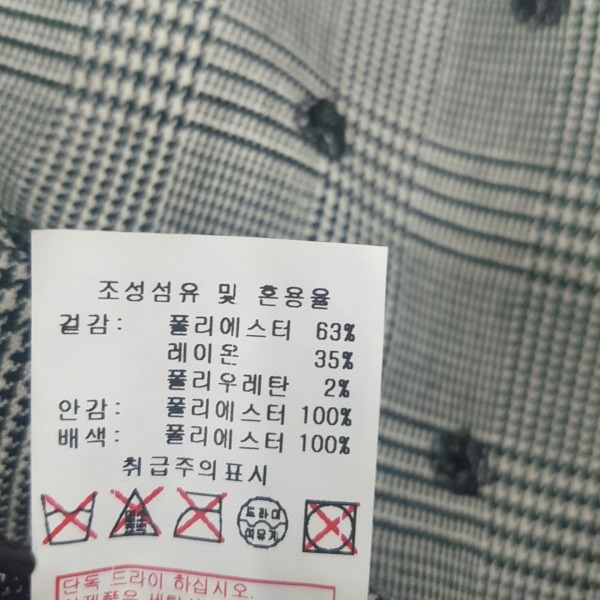 조성섬유 및 혼용율
겉감: 폴리에스터 63%
레이온 35%
폴리우레탄 2%
안감: 폴리에스터 100%
배색: 폴리에스터 100%
취급주의표시
드라이
석유계
단독 드라이 하십시오.